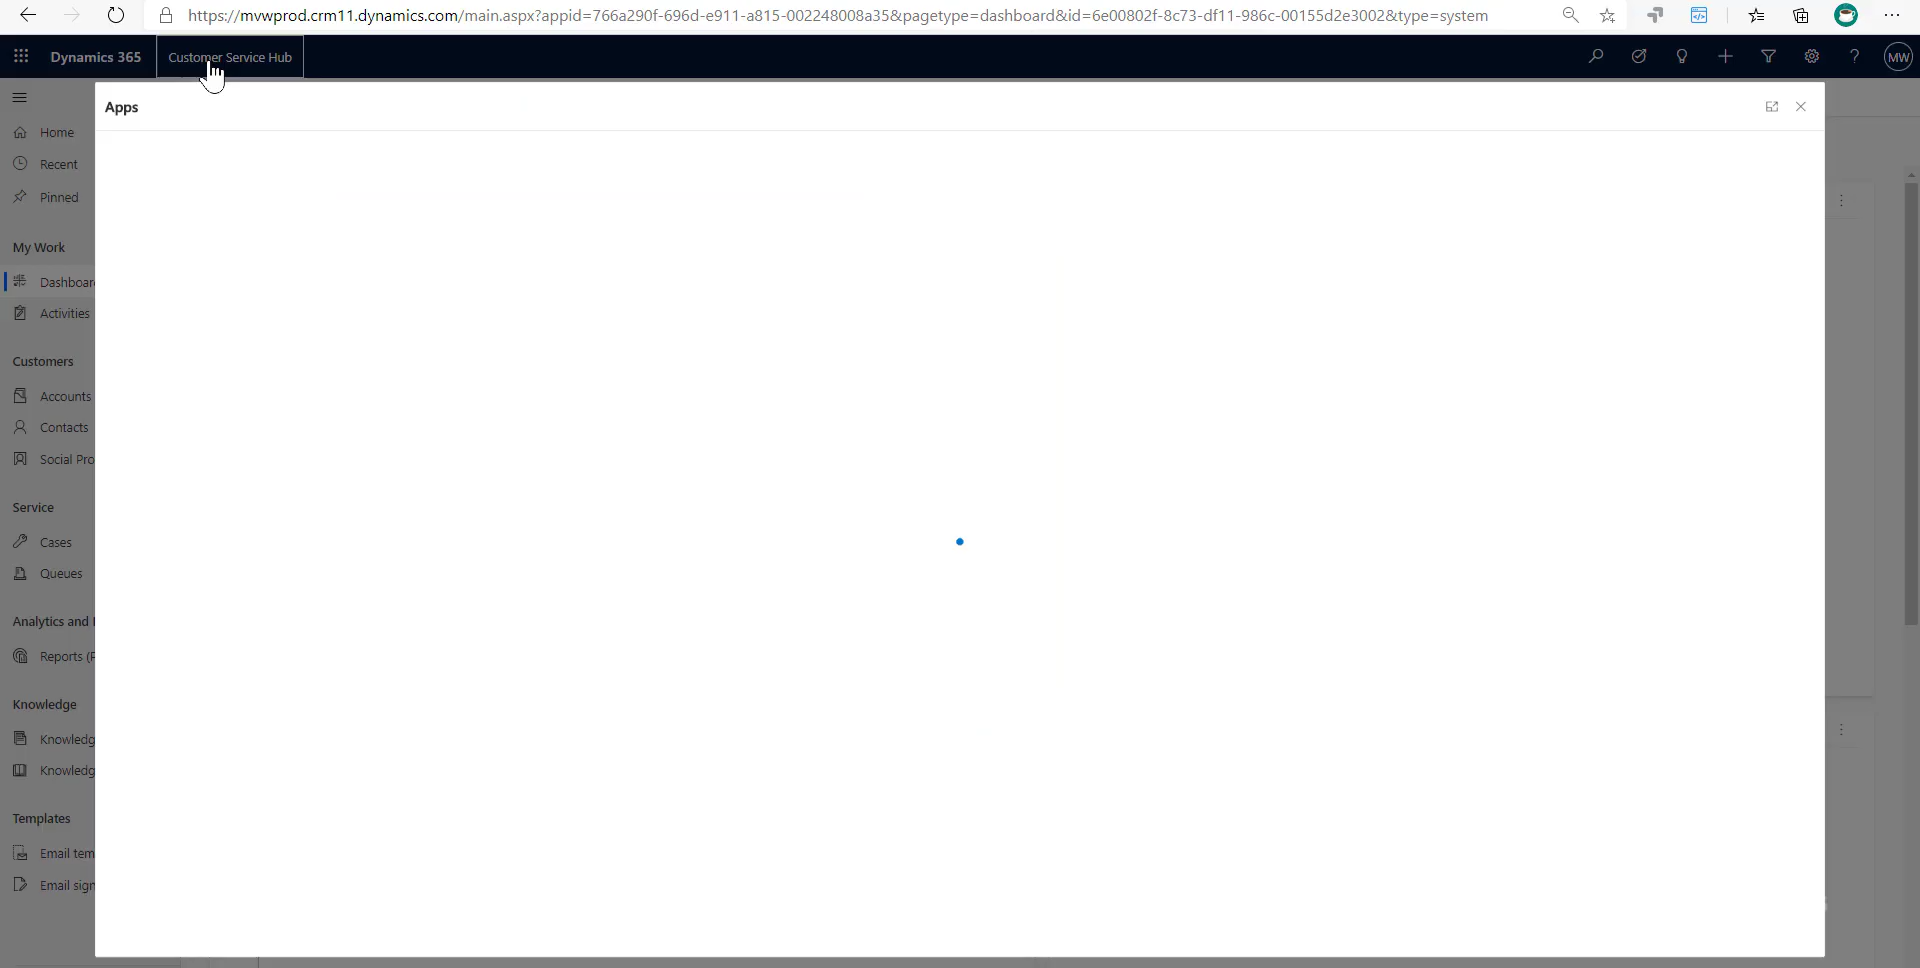 https://mvwprod.crm11.dynamics.com/main.aspx?appid=766a290f-696d-e911-a815-002248008a35&pagetype=dashboard&id=6e00802f-8c73-df11-986c-00155d2e3002&type=system
Dynamics 365
Customer Service Hub
MW
Apps
Home
Recent
Pinned
My Work
Dashboar
Activities
Customers
Accounts
Contacts
Social Pro
Service
Cases
Queues
Analytics and
Reports (
Knowledge
Knowledg
Knowledg
Templates
Email tem
Email sign